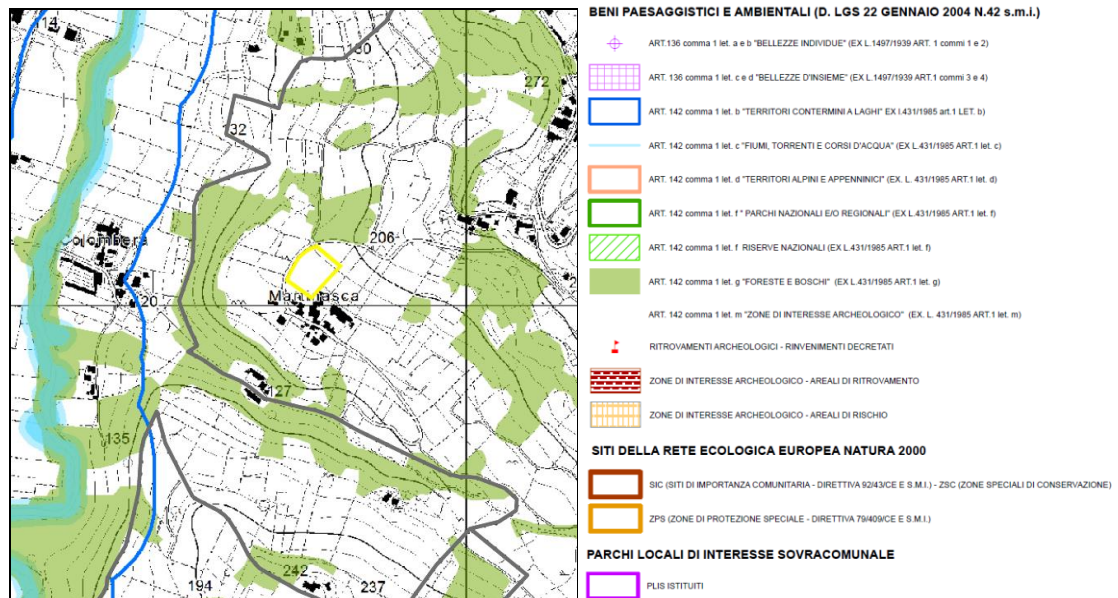 114
30
272
132
Colombera
206
120
127
135
242
194
237
BENI PAESAGGISTICI E AMBIENTALI (D. LGS 22 GENNAIO 2004 N.42 s.m.i.)
ART.136 comma 1 let. a e b "BELLEZZE INDIVIDUE" (EX L.1497/1939 ART. 1 commi 1 e 2)
ART. 136 comma 1 let. c e d "BELLEZZE D'INSIEME" (EX L.1497/1939 ART.1 commi 3 e 4)
ART. 142 comma 1 let. b "TERRITORI CONTERMINI A LAGHI" EX l.431/1985 art.1 LET. b)
ART. 142 comma 1 let. c "FIUMI, TORRENTI E CORSI D'ACQUA" (EX L.431/1985 ART.1 let. c)
ART. 142 comma 1 let. d "TERRITORI ALPINI E APPENNINICI" (EX. L. 431/1985 ART.1 let. d)
ART. 142 comma 1 let. f " PARCHI NAZIONALI E/O REGIONALI" (EX L.431/1985 ART.1 let. f)
ART. 142 comma 1 let. f RISERVE NAZIONALI (EX L.431/1985 ART.1 let. f)
ART. 142 comma 1 let. g "FORESTE E BOSCHI" (EX L.431/1985 ART.1 let. g)
ART. 142 comma 1 let. m "ZONE DI INTERESSE ARCHEOLOGICO" (EX. L. 431/1985 ART.1 let. m)
RITROVAMENTI ARCHEOLOGICI - RINVENIMENTI DECRETATI
ZONE DI INTERESSE ARCHEOLOGICO - AREALI DI RITROVAMENTO
ZONE DI INTERESSE ARCHEOLOGICO - AREALI DI RISCHIO
SITI DELLA RETE ECOLOGICA EUROPEA NATURA 2000
SIC (SITI DI IMPORTANZA COMUNITARIA - DIRETTIVA 92/43/CE E S.M.I.) - ZSC (ZONE SPECIALI DI CONSERVAZIONE)
ZPS (ZONE DI PROTEZIONE SPECIALE - DIRETTIVA 79/409/CE E S.M.I.)
PARCHI LOCALI DI INTERESSE SOVRACOMUNALE
PLIS ISTITUITI